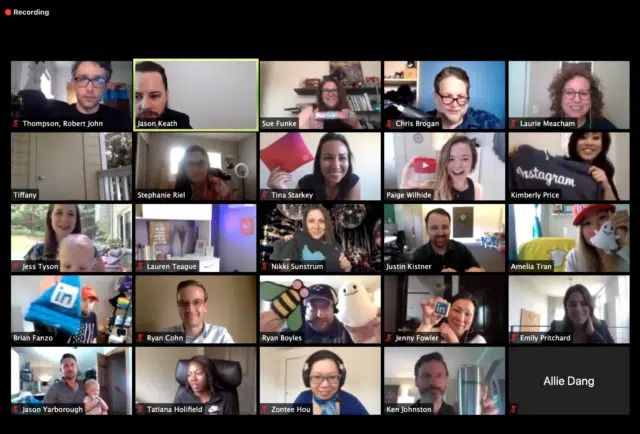 Recording
Thompson, Robert John
Jason Keath
Sue Funke
Chris Brogan
Laurie Meacham
Tiffany
Stephanie Riel
Tina Starkey
Paige Wilhide
Instagram
Kimberly Price
Jess Tyson
Lauren Teague
Nikki Sunstrum
Justin Kistner
Amelia Tran
in
Brian Fanzo
Ryan Cohn
Ryan Boyles
in
Jenny Fowler
Emily Pritchard
Jason Yarborough
Tatiana Holifield
Zontee Hou
Ken Johnston
Allie Dang